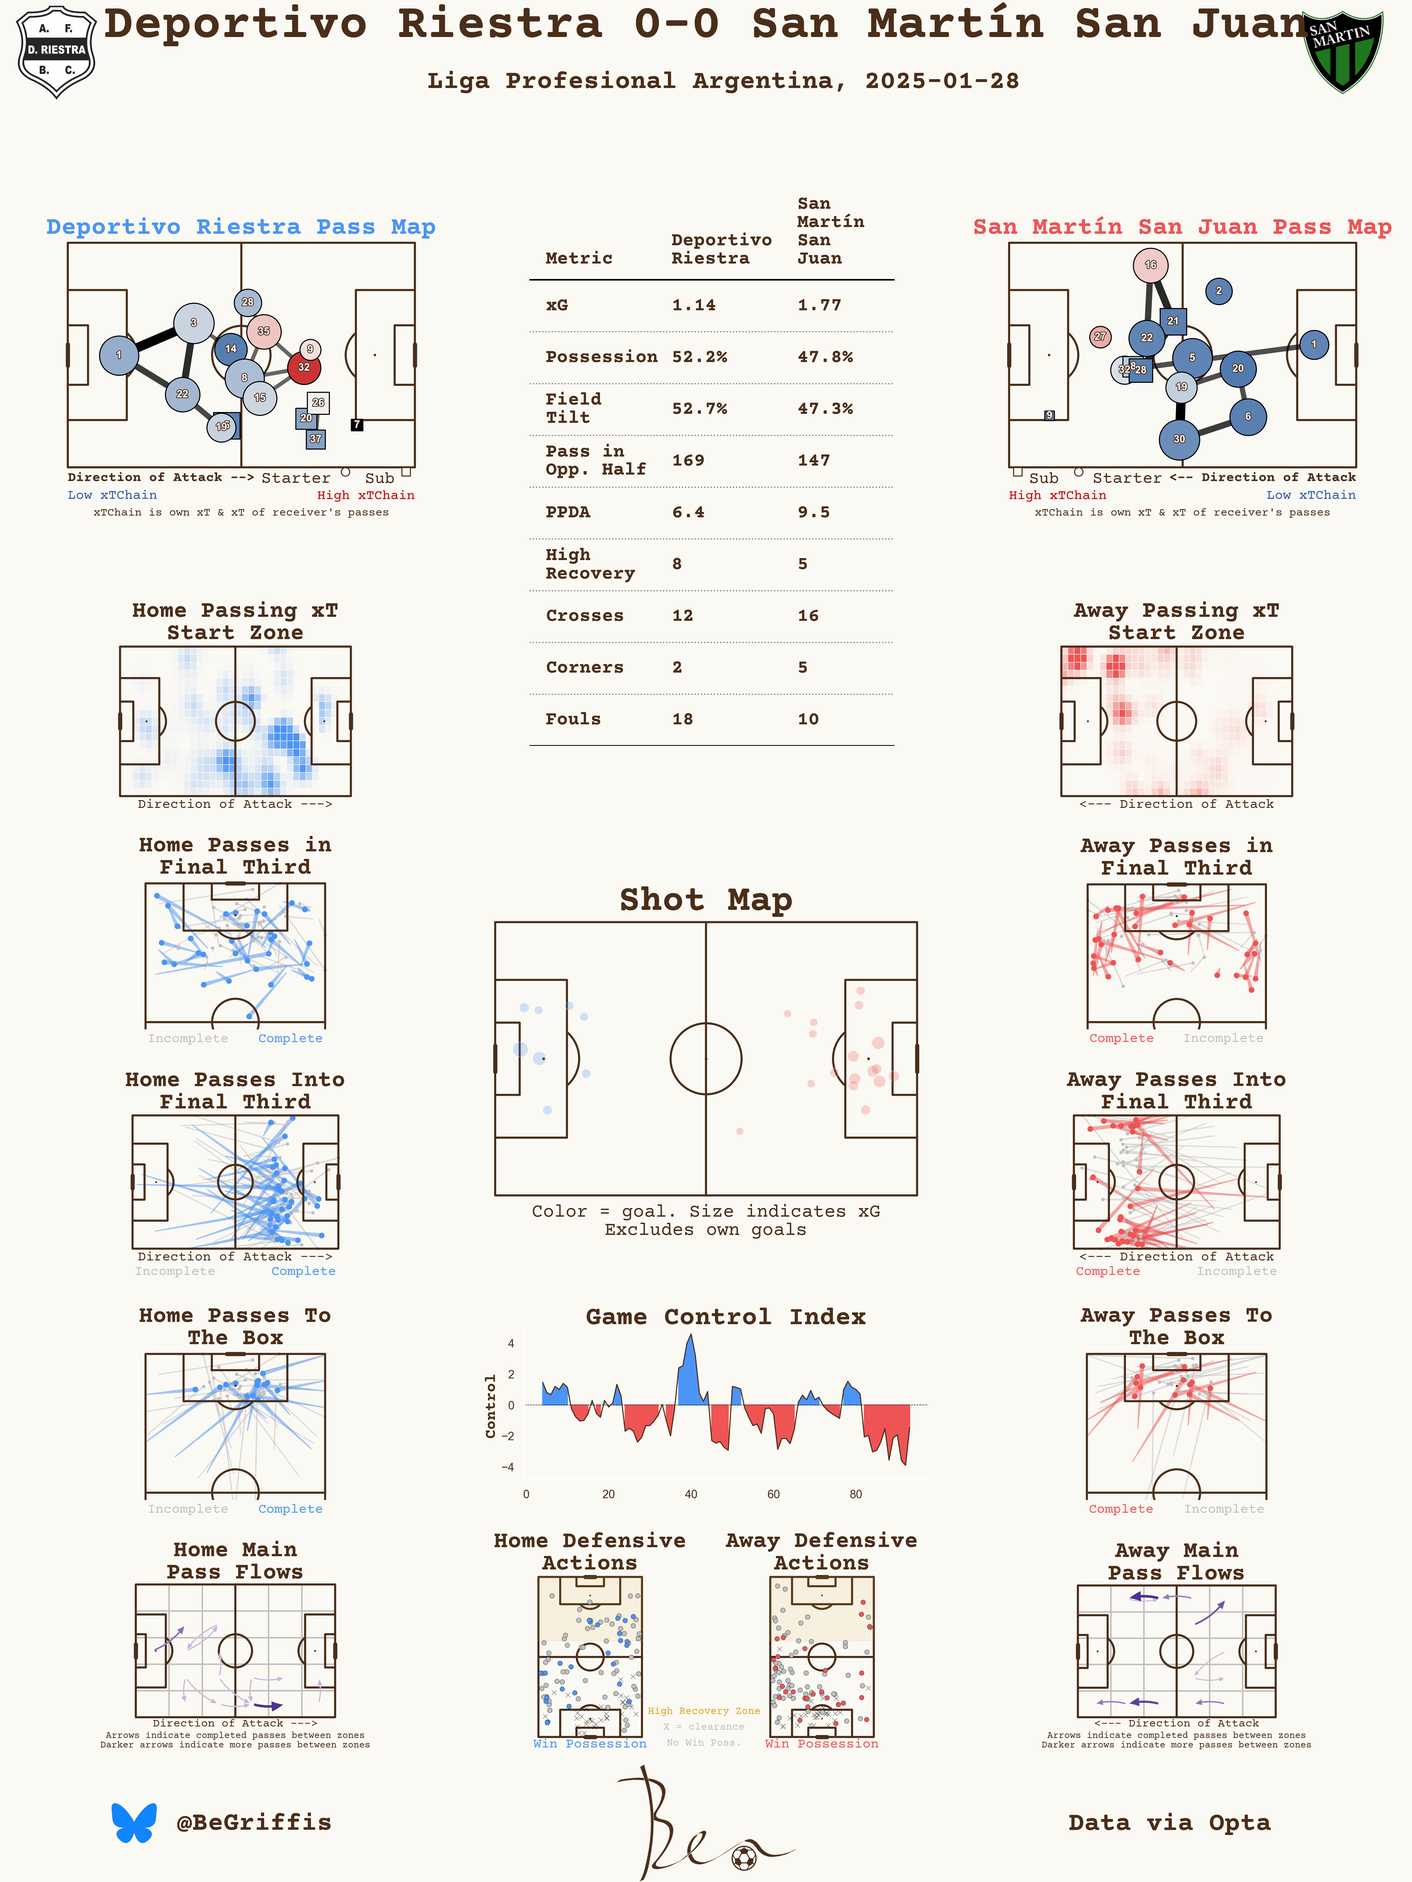 Deportivo Riestra 0-0 San Martín San Juan
A. F.
D. RIESTRA
B. C.
SAN
MARTIN
Liga Profesional Argentina, 2025-01-28
Deportivo Riestra Pass Map
1
3
28
35
14
9
32
8
22
15
19
26
20
37
7
Direction of Attack --> Starter Sub
Low xTChain High xTChain
xTChain is own xT & xT of receiver's passes
Metric Deportivo Riestra San Martín San Juan
xG 1.14 1.77
Possession 52.2% 47.8%
Field Tilt 52.7% 47.3%
Pass in Opp. Half 169 147
PPDA 6.4 9.5
High Recovery 8 5
Crosses 12 16
Corners 2 5
Fouls 18 10
San Martín San Juan Pass Map
16
2
21
27
22
1
5
32
8
28
20
19
9
6
30
Sub Starter <-- Direction of Attack
High xTChain Low xTChain
xTChain is own xT & xT of receiver's passes
Home Passing xT
Start Zone
Direction of Attack --->
Away Passing xT
Start Zone
<--- Direction of Attack
Home Passes in
Final Third
Incomplete Complete
Away Passes in
Final Third
Complete Incomplete
Shot Map
Color = goal. Size indicates xG
Excludes own goals
Home Passes Into
Final Third
Direction of Attack --->
Incomplete Complete
Away Passes Into
Final Third
<--- Direction of Attack
Complete Incomplete
Home Passes To
The Box
Incomplete Complete
Game Control Index
Control
4
2
0
−2
−4
0 20 40 60 80
Away Passes To
The Box
Complete Incomplete
Home Main
Pass Flows
Direction of Attack --->
Arrows indicate completed passes between zones
Darker arrows indicate more passes between zones
Home Defensive
Actions
Win Possession
High Recovery Zone
X = clearance
No Win Poss.
Away Defensive
Actions
Win Possession
Away Main
Pass Flows
<--- Direction of Attack
Arrows indicate completed passes between zones
Darker arrows indicate more passes between zones
@BeGriffis
Ben
Data via Opta